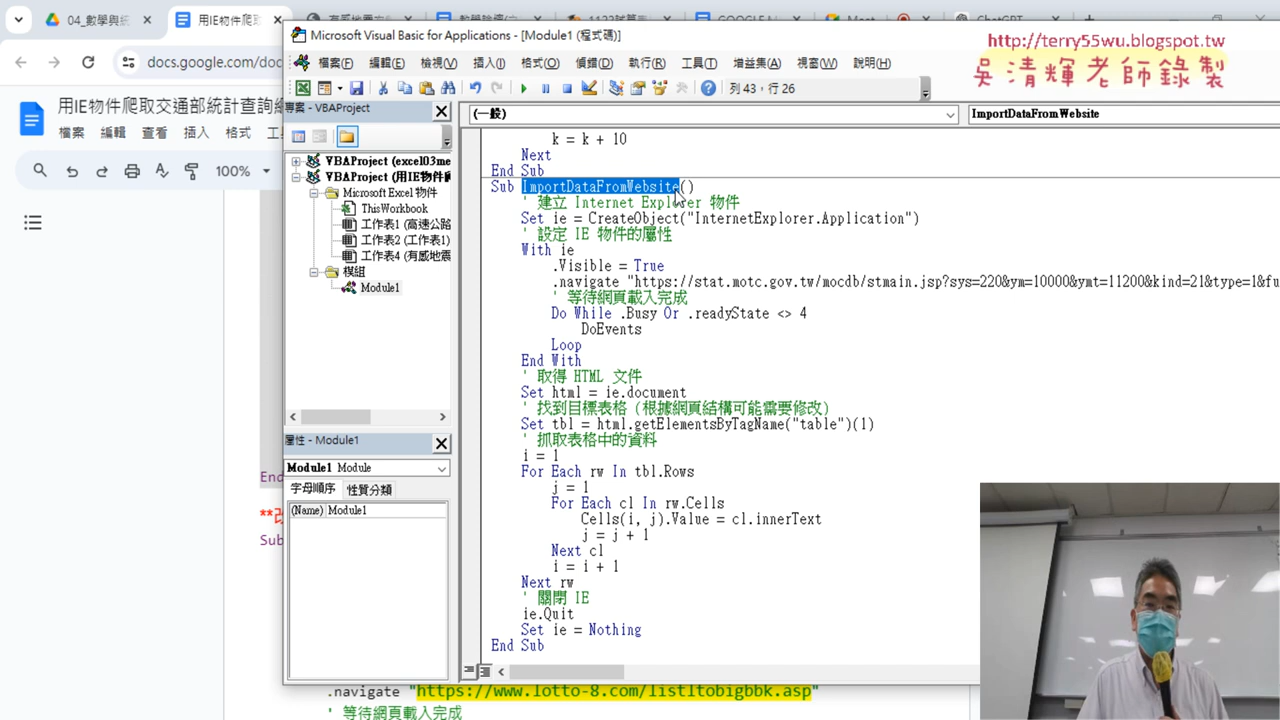 04_數學與統
用IE物件爬取
ChatGPT
docs.google.com/doc
用IE物件爬取交通部統計查詢網
檔案 編輯 查看 插入 格式
100%
Microsoft Visual Basic for Applications - [Module1 (程式碼)]
檔案(F) 編輯(E) 檢視(V) 插入(I) 格式(O) 偵錯(D) 執行(R) 工具(T) 增益集(A) 視窗(W) 說明(H)
列 43，行 26
http://terry55wu.blogspot.tw
吳清輝老師錄製
專案 - VBAProject
VBAProject (excel03me
VBAProject (用IE物件爬
Microsoft Excel 物件
ThisWorkbook
工作表1 (高速公路
工作表2 (工作表1)
工作表4 (有感地震
模組
Module1
屬性 - Module1
Module1 Module
字母順序 性質分類
(Name) Module1
(一般)
ImportDataFromWebsite
k = k + 10
Next
End Sub
Sub ImportDataFromWebsite()
' 建立 Internet Explorer 物件
Set ie = CreateObject("InternetExplorer.Application")
' 設定 IE 物件的屬性
With ie
.Visible = True
.navigate "https://stat.motc.gov.tw/mocdb/stmain.jsp?sys=220&ym=10000&ymt=11200&kind=21&type=1&fu
' 等待網頁載入完成
Do While .Busy Or .readyState <> 4
DoEvents
Loop
End With
' 取得 HTML 文件
Set html = ie.document
' 找到目標表格（根據網頁結構可能需要修改）
Set tbl = html.getElementsByTagName("table")(1)
' 抓取表格中的資料
i = 1
For Each rw In tbl.Rows
j = 1
For Each cl In rw.Cells
Cells(i, j).Value = cl.innerText
j = j + 1
Next cl
i = i + 1
Next rw
' 關閉 IE
ie.Quit
Set ie = Nothing
End Sub
End
Sub
.navigate "https://www.lotto-8.com/listltobigbbk.asp"
' 等待網頁載入完成